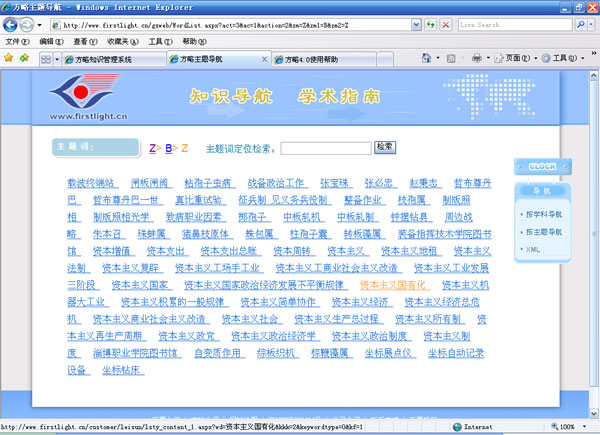 方略主题导航 - Windows Internet Explorer
http://www.firstlight.cn/gsweb/WordList.aspx?act=3&ac=1&action=2&zm=Z&zm1=B&zm2=Z
Live Search
文件(F) 编辑(E) 查看(V) 收藏夹(A) 工具(T) 帮助(H)
方略知识管理系统 方略主题导航 方略4.0使用帮助
页面(P) 工具(O)
知识导航 学术指南
www.firstlight.cn
主 题 词: Z> B> Z 主题词定位检索: 检索
CLOCK
导 航
按学科导航
按主题导航
XML
载波终端站 闸板闸阀 粘孢子虫病 战备政治工作 张宝珠 张必忠 赵秉志 哲布尊丹
巴 哲布尊丹巴一世 真比重试验 征兵制 见义务兵役制 整备作业 枝孢属 制版照
相 制版照相光学 致病职业因素 中板轧机 中板轧制 钟摆钻具 周边战
略 朱本召 珠蚌属 猪鼻枝原体 蛛包属 柱孢子囊 转板藻属 装备指挥技术学院图书
馆 资本增值 资本支出 资本支出总账 资本周转 资本主义 资本主义地租 资本主义
法制 资本主义复辟 资本主义工场手工业 资本主义工商业社会主义改造 资本主义工业发展
三阶段 资本主义国家 资本主义国家政治经济发展不平衡规律 资本主义国有化 资本主义机
器大工业 资本主义积累的一般规律 资本主义简单协作 资本主义经济 资本主义经济总危
机 资本主义商业社会主义改造 资本主义社会 资本主义生产总过程 资本主义所有制 资
本主义再生产周期 资本主义政党 资本主义政治经济学 资本主义政治制度 资本主义制
度 淄博职业学院图书馆 自变质作用 棕板织机 棕鞭藻属 坐标展点仪 坐标自动记录
设备 坐标钻床
http://www.firstlight.cn/customer/leixun/lxty_content_1.aspx?wd=资本主义国有化&kkk=2&keywordtype=0&kf=1
Internet 100%